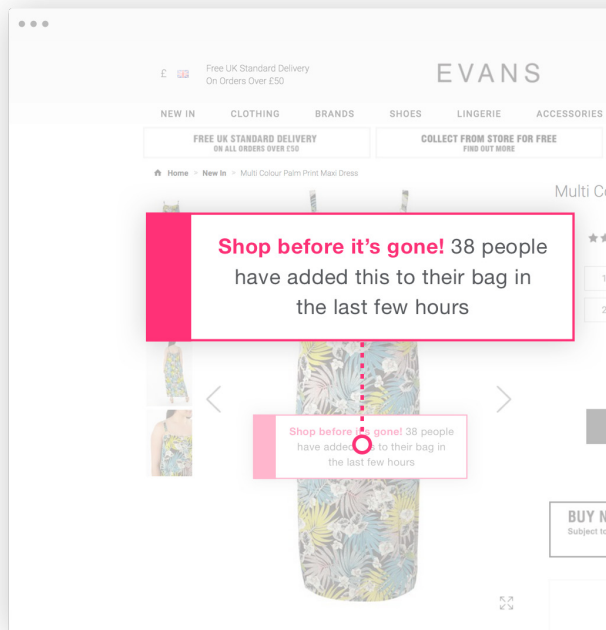 £
Free UK Standard Delivery
On Orders Over £50
EVANS
NEW IN CLOTHING BRANDS SHOES LINGERIE ACCESSORIES
FREE UK STANDARD DELIVERY
ON ALL ORDERS OVER £50
COLLECT FROM STORE FOR FREE
FIND OUT MORE
Home > New In > Multi Colour Palm Print Maxi Dress
Multi Co
Shop before it's gone! 38 people
have added this to their bag in
the last few hours
1
2
Shop before it's gone! 38 people
have added to their bag in
the last few hours
BUY N
Subject to